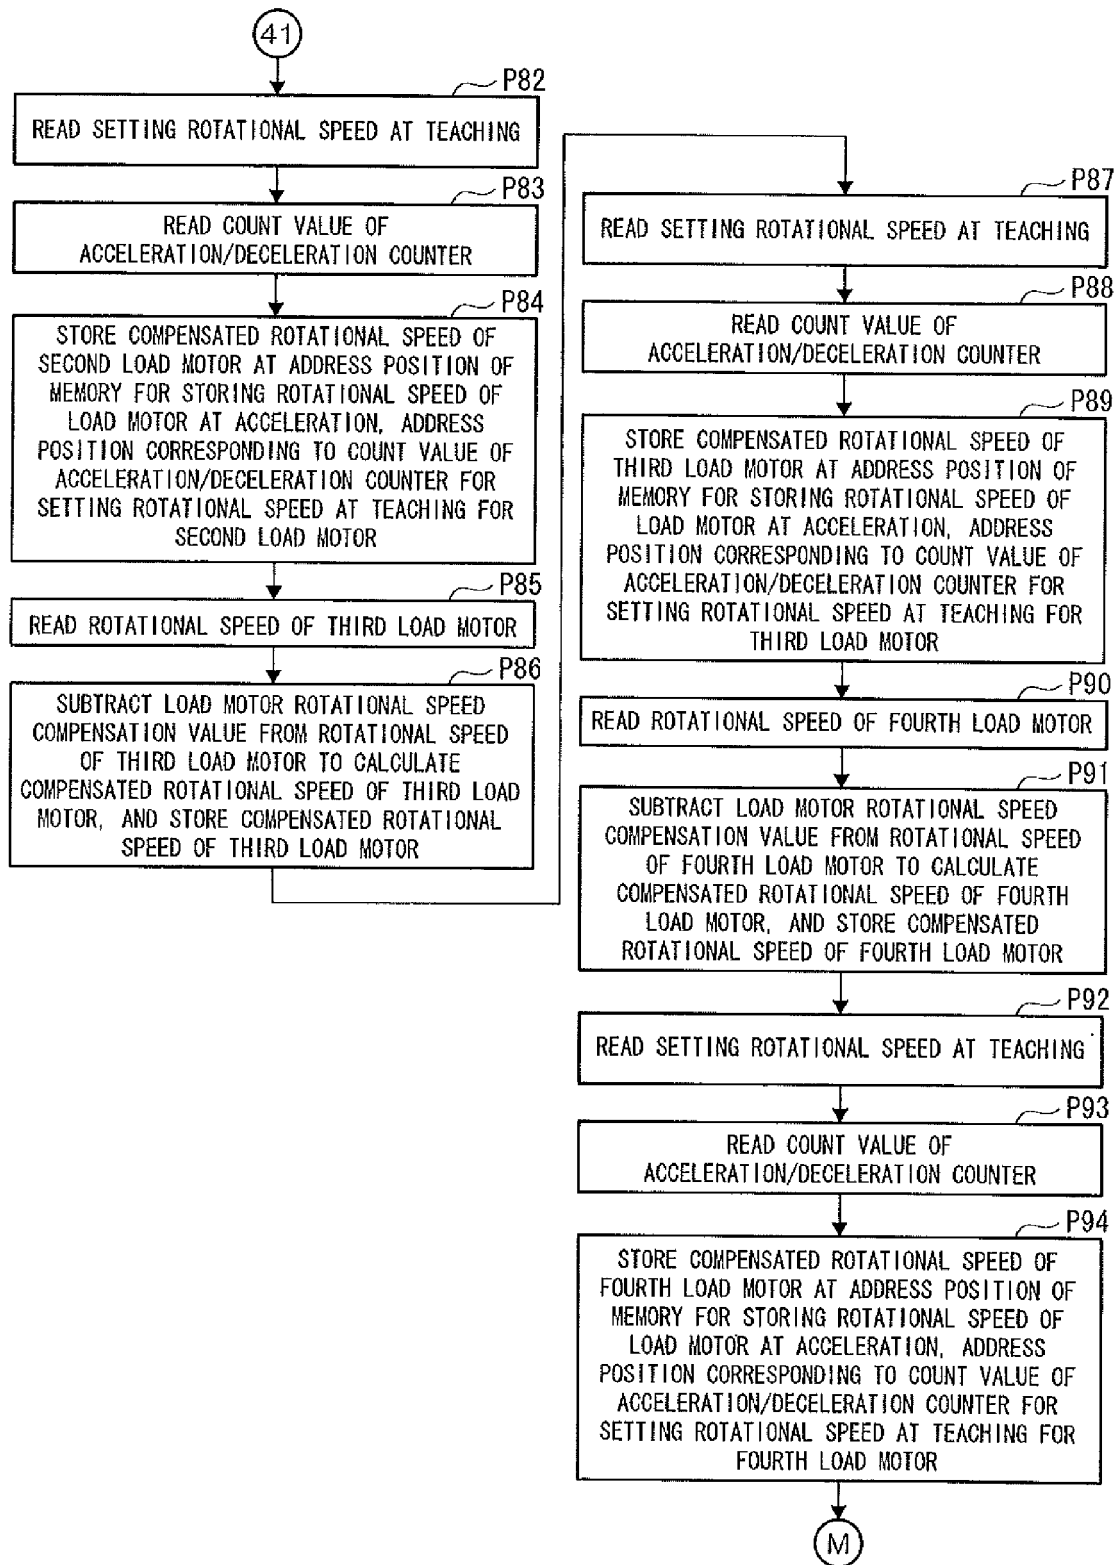 41
P82
READ SETTING ROTATIONAL SPEED AT TEACHING
P83
READ COUNT VALUE OF
ACCELERATION/DECELERATION COUNTER
P84
STORE COMPENSATED ROTATIONAL SPEED OF
SECOND LOAD MOTOR AT ADDRESS POSITION OF
MEMORY FOR STORING ROTATIONAL SPEED OF
LOAD MOTOR AT ACCELERATION, ADDRESS
POSITION CORRESPONDING TO COUNT VALUE OF
ACCELERATION/DECELERATION COUNTER FOR
SETTING ROTATIONAL SPEED AT TEACHING FOR
SECOND LOAD MOTOR
P85
READ ROTATIONAL SPEED OF THIRD LOAD MOTOR
P86
SUBTRACT LOAD MOTOR ROTATIONAL SPEED
COMPENSATION VALUE FROM ROTATIONAL SPEED
OF THIRD LOAD MOTOR TO CALCULATE
COMPENSATED ROTATIONAL SPEED OF THIRD LOAD
MOTOR, AND STORE COMPENSATED ROTATIONAL
SPEED OF THIRD LOAD MOTOR
P87
READ SETTING ROTATIONAL SPEED AT TEACHING
P88
READ COUNT VALUE OF
ACCELERATION/DECELERATION COUNTER
P89
STORE COMPENSATED ROTATIONAL SPEED OF
THIRD LOAD MOTOR AT ADDRESS POSITION OF
MEMORY FOR STORING ROTATIONAL SPEED OF
LOAD MOTOR AT ACCELERATION, ADDRESS
POSITION CORRESPONDING TO COUNT VALUE OF
ACCELERATION/DECELERATION COUNTER FOR
SETTING ROTATIONAL SPEED AT TEACHING FOR
THIRD LOAD MOTOR
P90
READ ROTATIONAL SPEED OF FOURTH LOAD MOTOR
P91
SUBTRACT LOAD MOTOR ROTATIONAL SPEED
COMPENSATION VALUE FROM ROTATIONAL SPEED
OF FOURTH LOAD MOTOR TO CALCULATE
COMPENSATED ROTATIONAL SPEED OF FOURTH
LOAD MOTOR, AND STORE COMPENSATED
ROTATIONAL SPEED OF FOURTH LOAD MOTOR
P92
READ SETTING ROTATIONAL SPEED AT TEACHING
P93
READ COUNT VALUE OF
ACCELERATION/DECELERATION COUNTER
P94
STORE COMPENSATED ROTATIONAL SPEED OF
FOURTH LOAD MOTOR AT ADDRESS POSITION OF
MEMORY FOR STORING ROTATIONAL SPEED OF
LOAD MOTOR AT ACCELERATION, ADDRESS
POSITION CORRESPONDING TO COUNT VALUE OF
ACCELERATION/DECELERATION COUNTER FOR
SETTING ROTATIONAL SPEED AT TEACHING FOR
FOURTH LOAD MOTOR
M